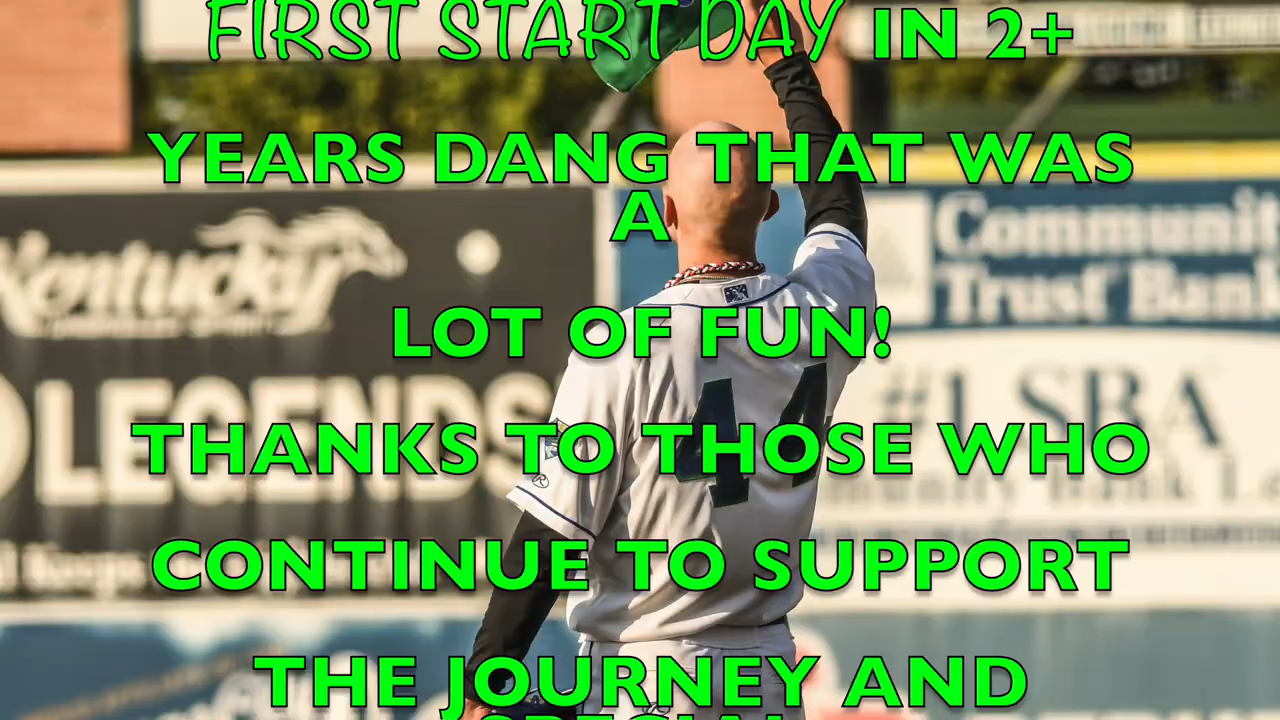 FIRST START DAY IN 2+
YEARS DANG THAT WAS
A
LOT OF FUN!
THANKS TO THOSE WHO
CONTINUE TO SUPPORT
THE JOURNEY AND
SPECIAL
Kentucky
LEGENDS
Community
Trust Bank
#LSBA
44